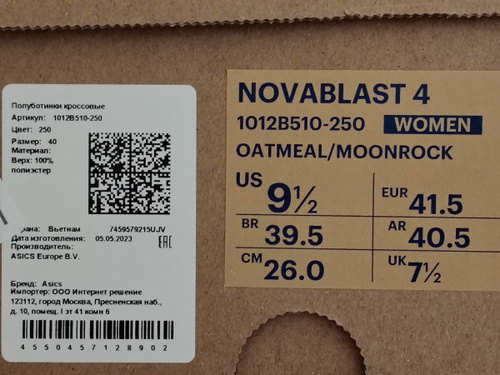 Полуботинки кроссовые
Артикул: 1012B510-250
Цвет: 250
Размер: 40
Материал:
Верх: 100%
полиэстер
Вьетнам 7459579215UJV
Дата изготовления: 05.05.2023
EAC
Производитель:
ASICS Europe B.V.
Бренд: Asics
Импортер: ООО Интернет решение
123112, город Москва, Пресненская наб.,
д. 10, помещ. I эт 41 комн 6
4550457128902
NOVABLAST 4
1012B510-250 WOMEN
OATMEAL/MOONROCK
US 9½ EUR 41.5
BR 39.5 AR 40.5
CM 26.0 UK 7½